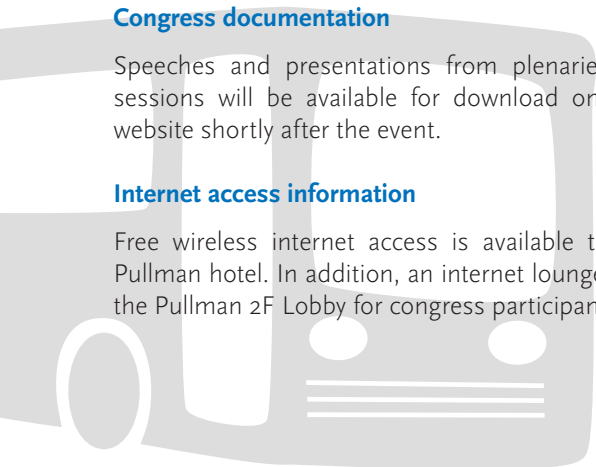 Congress documentation
Speeches and presentations from plenarie
sessions will be available for download on
website shortly after the event.
Internet access information
Free wireless internet access is available t
Pullman hotel. In addition, an internet lounge
the Pullman 2F Lobby for congress participan